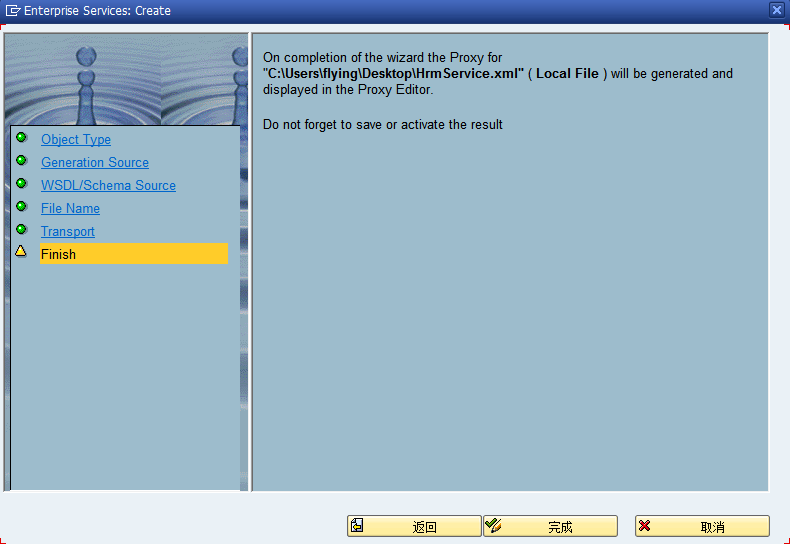 Enterprise Services: Create
On completion of the wizard the Proxy for
"C:\Users\flying\Desktop\HrmService.xml" ( Local File ) will be generated and
displayed in the Proxy Editor.
Do not forget to save or activate the result
Object Type
Generation Source
WSDL/Schema Source
File Name
Transport
Finish
返回
完成
取消